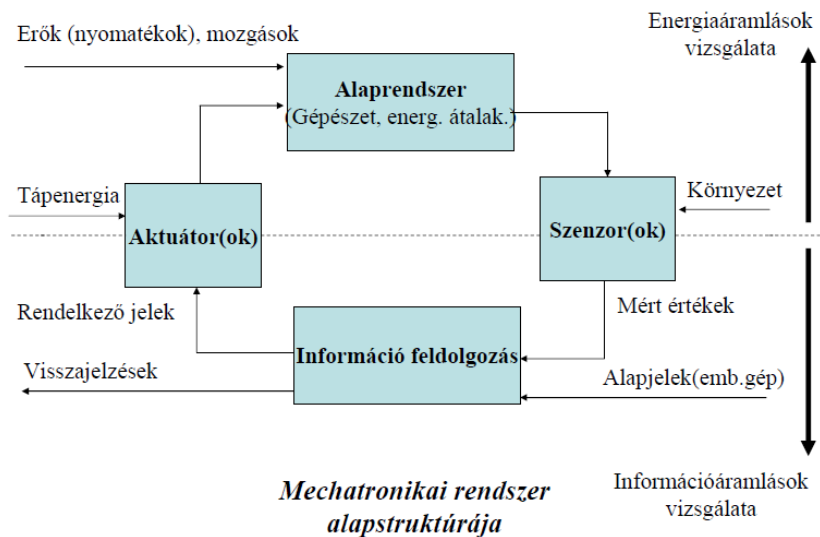 Erők (nyomatékok), mozgások
Energiaáramlások
vizsgálata
Alaprendszer
(Gépészet, energ. átalak.)
Tápenergia
Környezet
Aktuátor(ok)
Szenzor(ok)
Rendelkező jelek
Mért értékek
Információ feldolgozás
Visszajelzések
Alapjelek(emb.gép)
Mechatronikai rendszer
alapstruktúrája
Információáramlások
vizsgálata